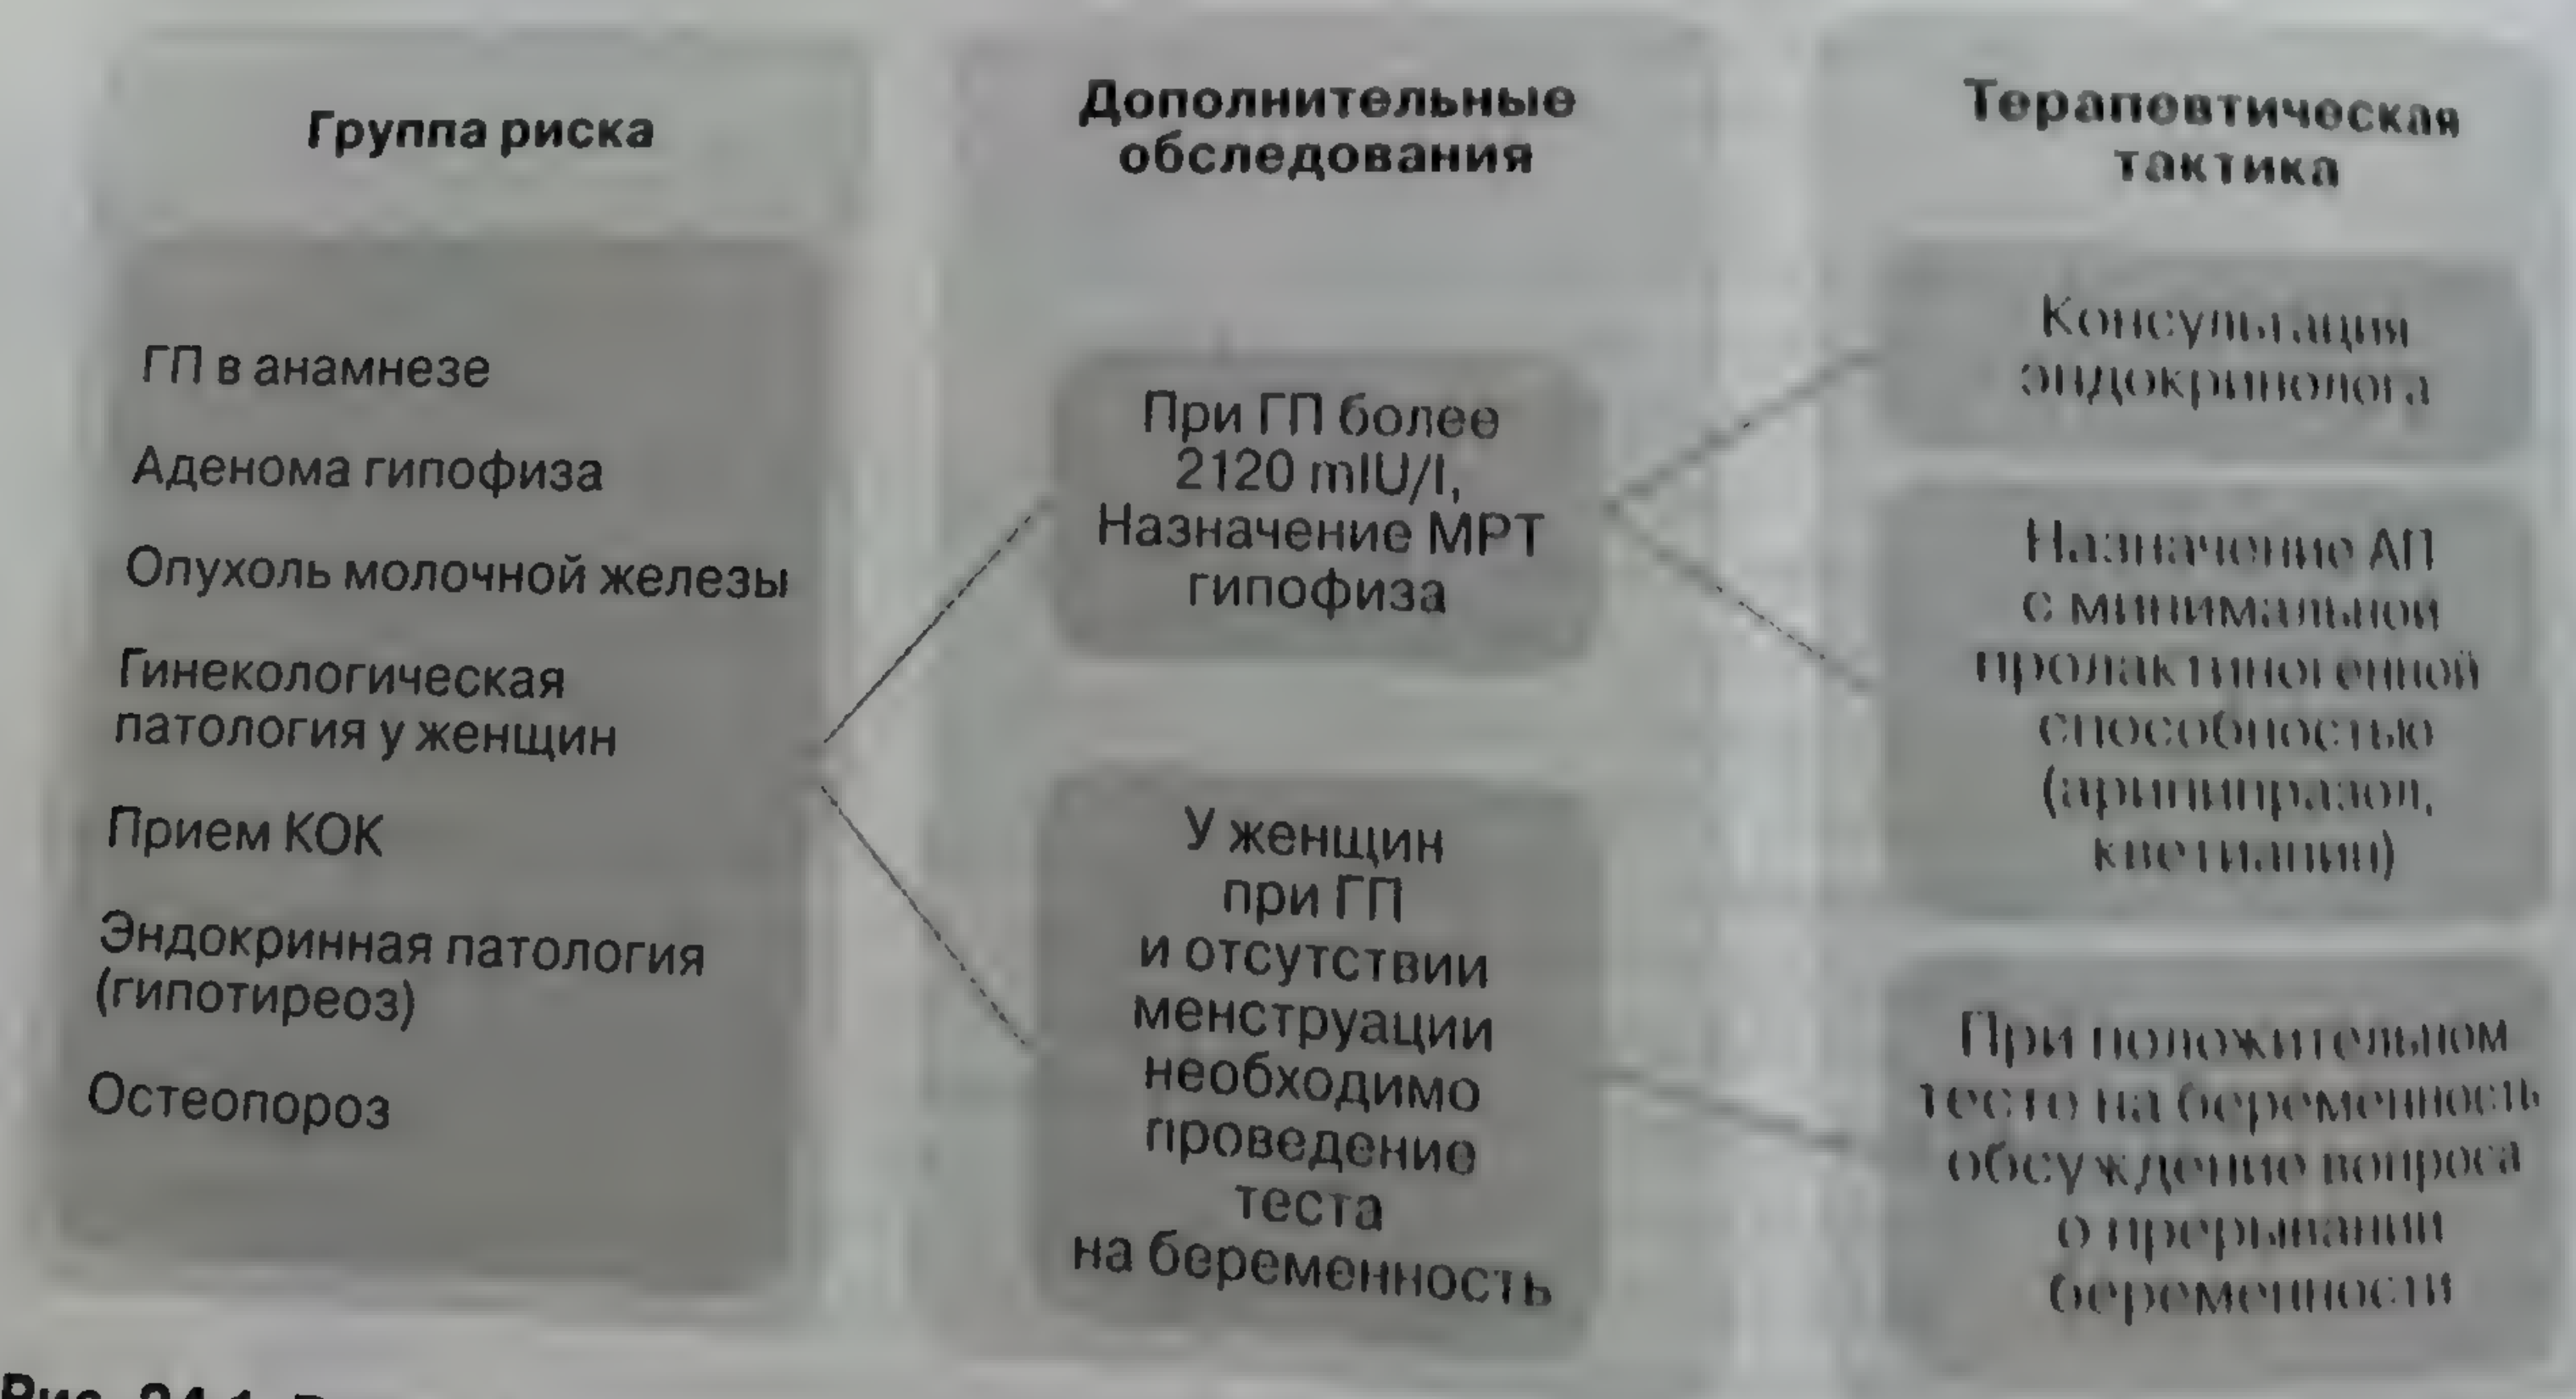 Группа риска
ГП в анамнезе
Аденома гипофиза
Опухоль молочной железы
Гинекологическая
патология у женщин
Прием КОК
Эндокринная патология
(гипотиреоз)
Остеопороз
Дополнительные
обследования
При ГП более
2120 mIU/l,
Назначение МРТ
гипофиза
У женщин
при ГП
и отсутствии
менструации
необходимо
проведение
теста
на беременность
Терапевтическая
тактика
Консультация
эндокринолога
Назначение АП
с минимальной
пролактиногенной
способностью
(арипипразол,
кветиапин)
При положительном
тесте на беременность
обсуждение вопроса
о прерывании
беременности